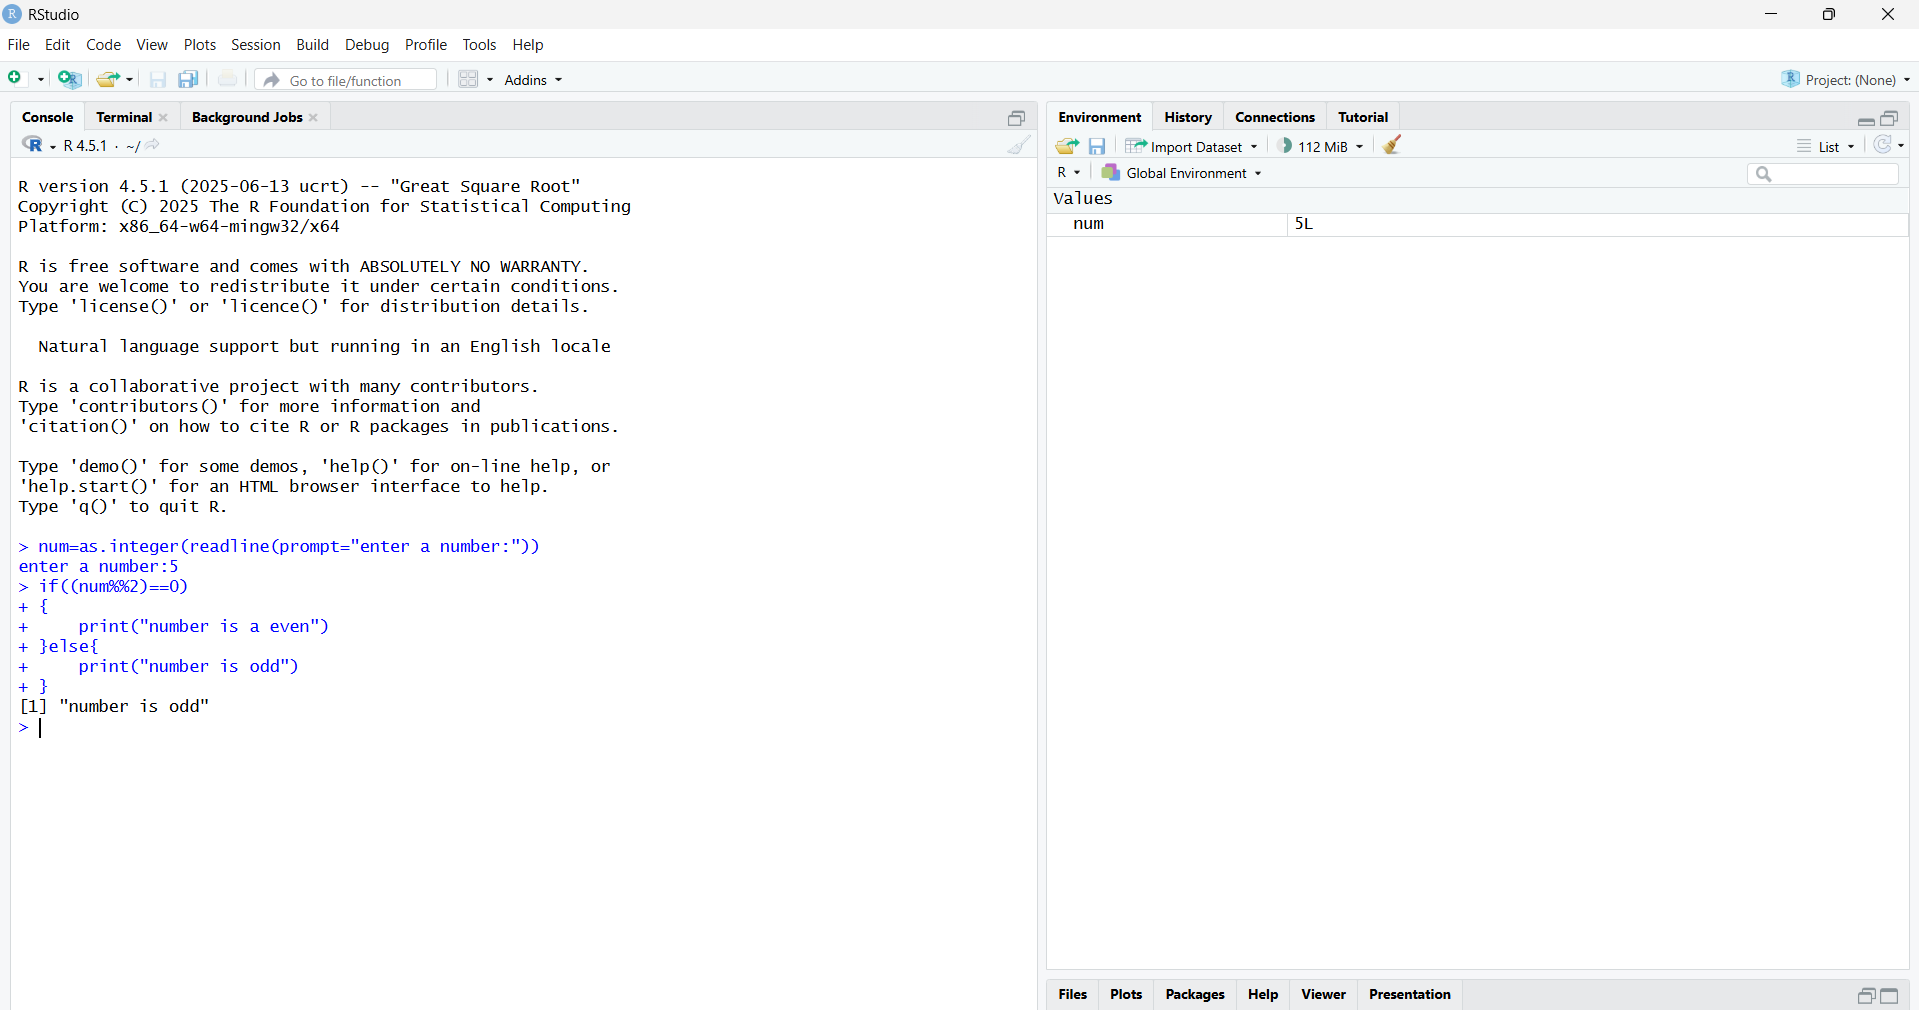 RStudio
File Edit Code View Plots Session Build Debug Profile Tools Help
Go to file/function Addins Project: (None)
Console Terminal Background Jobs
R 4.5.1 · ~/
R version 4.5.1 (2025-06-13 ucrt) -- "Great Square Root"
Copyright (C) 2025 The R Foundation for Statistical Computing
Platform: x86_64-w64-mingw32/x64
R is free software and comes with ABSOLUTELY NO WARRANTY.
You are welcome to redistribute it under certain conditions.
Type 'license()' or 'licence()' for distribution details.
Natural language support but running in an English locale
R is a collaborative project with many contributors.
Type 'contributors()' for more information and
'citation()' on how to cite R or R packages in publications.
Type 'demo()' for some demos, 'help()' for on-line help, or
'help.start()' for an HTML browser interface to help.
Type 'q()' to quit R.
> num=as.integer(readline(prompt="enter a number:"))
enter a number:5
> if((num%%2)==0)
+ {
+     print("number is a even")
+ }else{
+     print("number is odd")
+ }
[1] "number is odd"
>
Environment History Connections Tutorial
Import Dataset 112 MiB List
R Global Environment
Values
num 5L
Files Plots Packages Help Viewer Presentation